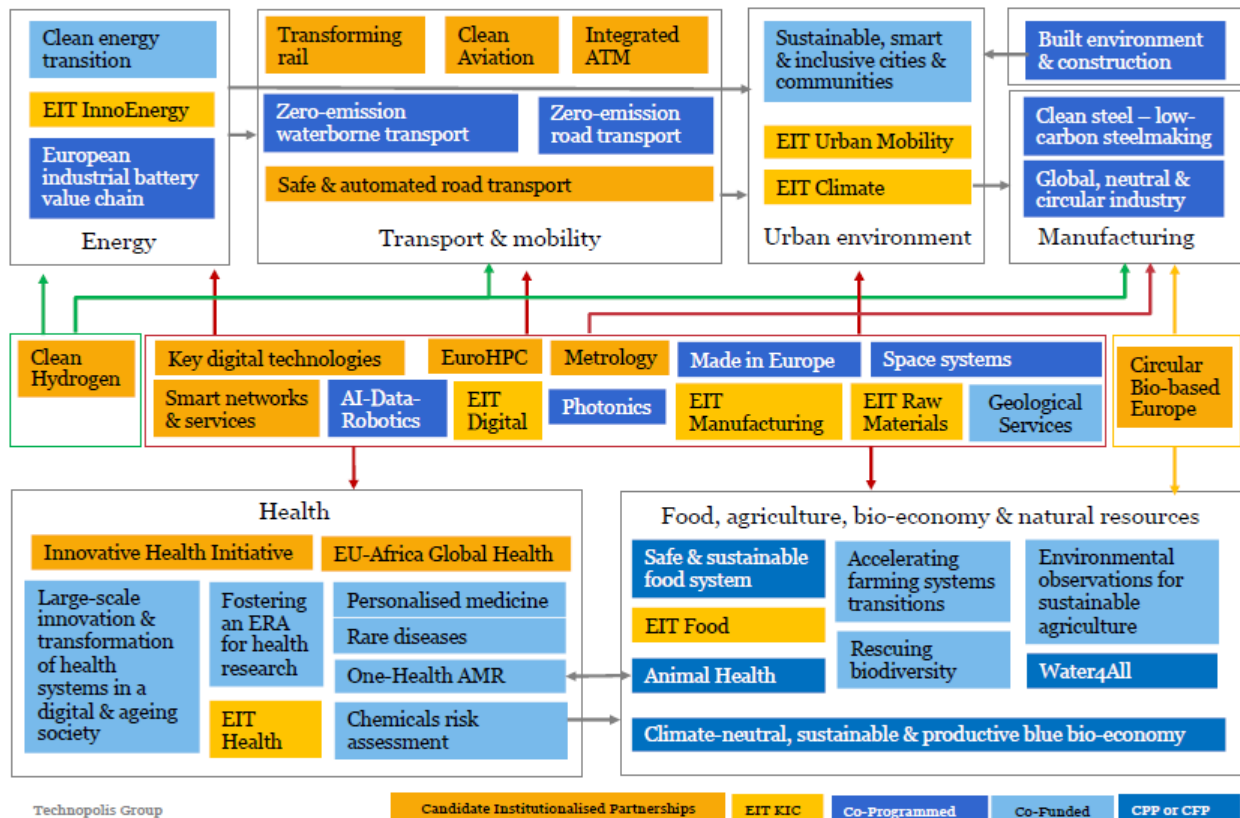 Clean energy
transition
EIT InnoEnergy
European
industrial battery
value chain
Energy
Transforming
rail
Clean
Aviation
Integrated
ATM
Zero-emission
waterborne transport
Zero-emission
road transport
Safe & automated road transport
Transport & mobility
Sustainable, smart
& inclusive cities &
communities
EIT Urban Mobility
EIT Climate
Urban environment
Built environment
& construction
Clean steel – low-
carbon steelmaking
Global, neutral &
circular industry
Manufacturing
Clean
Hydrogen
Key digital technologies
EuroHPC
Metrology
Made in Europe
Space systems
Smart networks
& services
AI-Data-
Robotics
EIT
Digital
Photonics
EIT
Manufacturing
EIT Raw
Materials
Geological
Services
Circular
Bio-based
Europe
Health
Innovative Health Initiative
EU-Africa Global Health
Large-scale
innovation &
transformation
of health
systems in a
digital & ageing
society
Fostering
an ERA
for health
research
EIT
Health
Personalised medicine
Rare diseases
One-Health AMR
Chemicals risk
assessment
Food, agriculture, bio-economy & natural resources
Safe & sustainable
food system
EIT Food
Animal Health
Accelerating
farming systems
transitions
Rescuing
biodiversity
Environmental
observations for
sustainable
agriculture
Water4All
Climate-neutral, sustainable & productive blue bio-economy
Technopolis Group
Candidate Institutionalised Partnerships
EIT KIC
Co-Programmed
Co-Funded
CPP or CFP